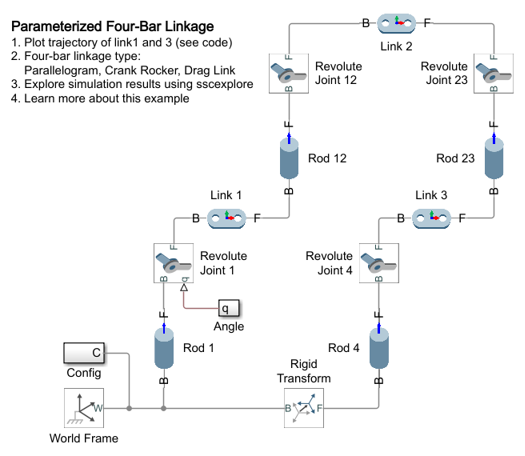 Parameterized Four-Bar Linkage
1. Plot trajectory of link1 and 3 (see code)
2. Four-bar linkage type:
Parallelogram, Crank Rocker, Drag Link
3. Explore simulation results using sscexplore
4. Learn more about this example
B
F
Link 2
F
Revolute
Joint 12
B
Revolute
Joint 23
F
B
F
Rod 12
B
F
Rod 23
B
Link 1
B
F
Link 3
B
F
F
Revolute
Joint 1
B
q
Revolute
Joint 4
F
B
q
Angle
F
Rod 1
B
Rod 4
F
B
C
Config
Rigid
Transform
B
F
W
World Frame